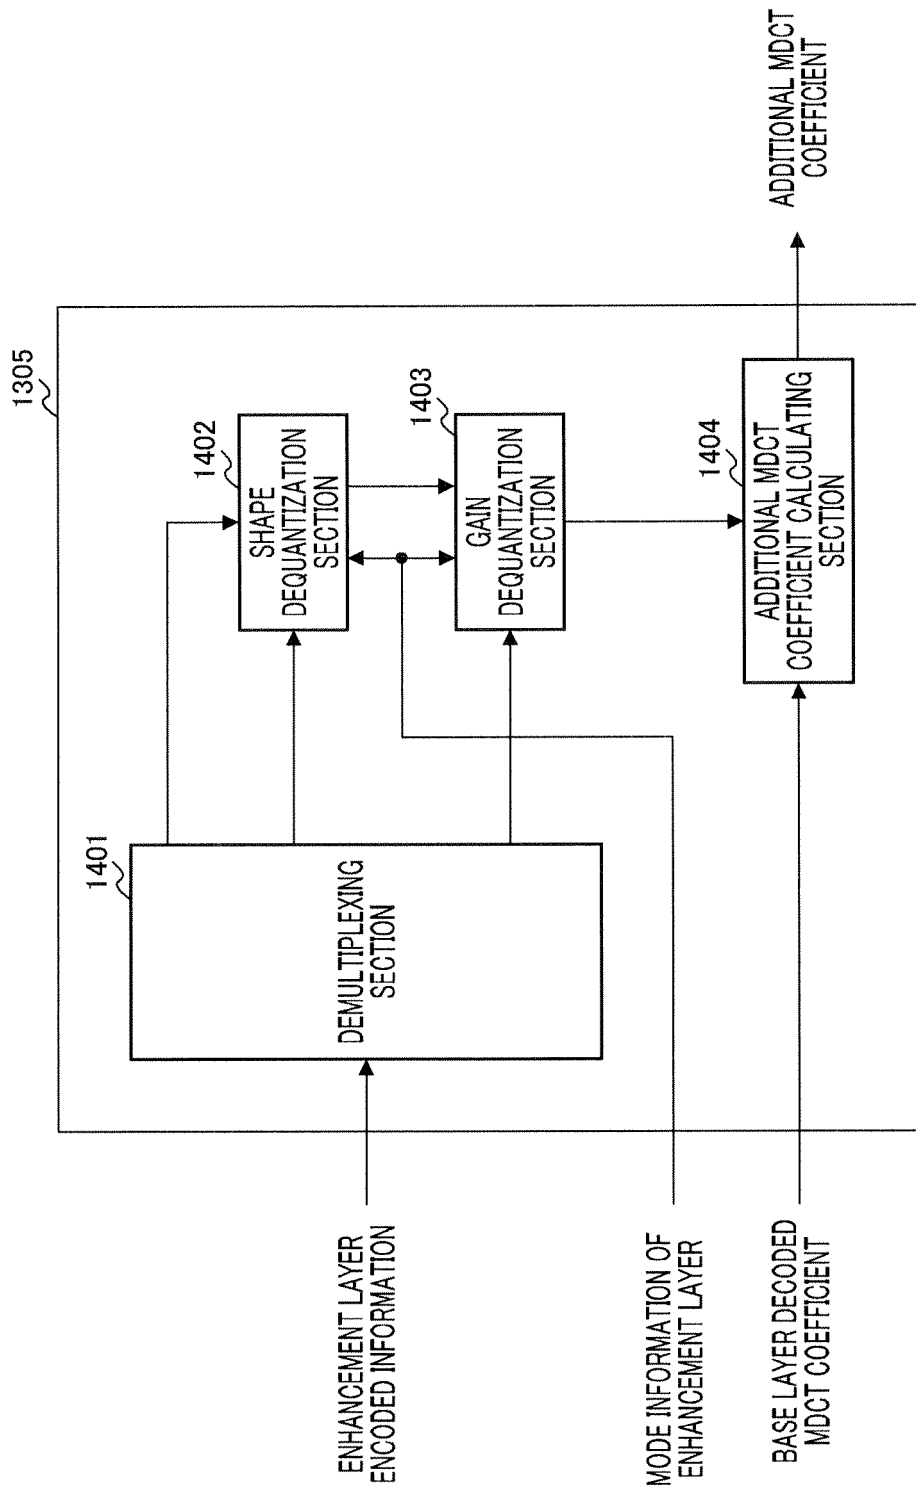 1305
1401
DEMULTIPLEXING
SECTION
1402
SHAPE
DEQUANTIZATION
SECTION
1403
GAIN
DEQUANTIZATION
SECTION
1404
ADDITIONAL MDCT
COEFFICIENT CALCULATING
SECTION
ENHANCEMENT LAYER
ENCODED INFORMATION
MODE INFORMATION OF
ENHANCEMENT LAYER
BASE LAYER DECODED
MDCT COEFFICIENT
ADDITIONAL MDCT
COEFFICIENT